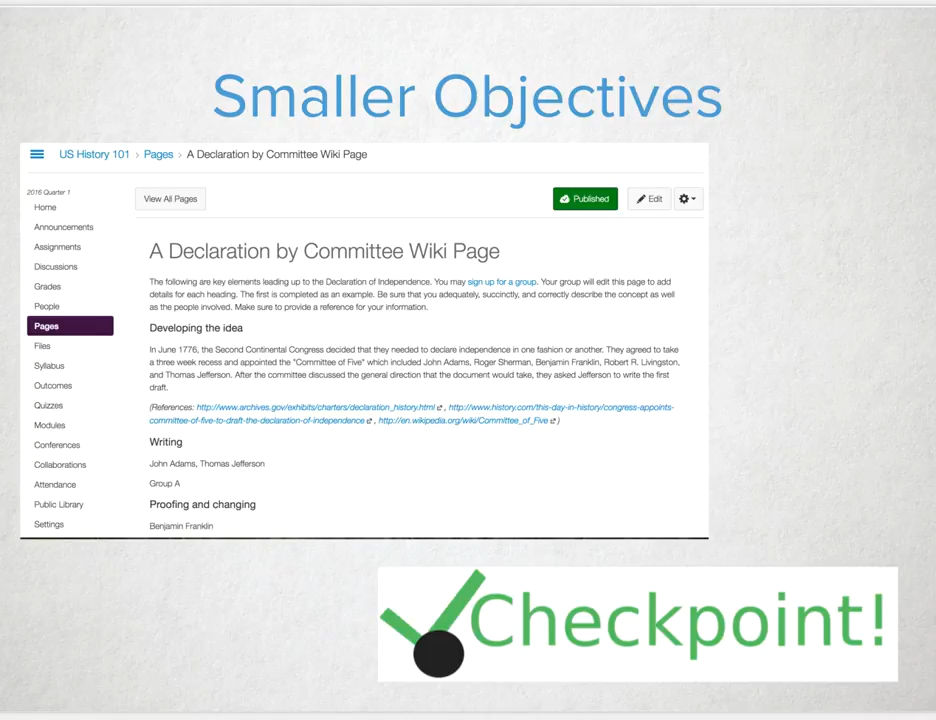 Smaller Objectives
US History 101 › Pages › A Declaration by Committee Wiki Page
2016 Quarter 1
Home
Announcements
Assignments
Discussions
Grades
People
Pages
Files
Syllabus
Outcomes
Quizzes
Modules
Conferences
Collaborations
Attendance
Public Library
Settings
View All Pages
Published
Edit
A Declaration by Committee Wiki Page
The following are key elements leading up to the Declaration of Independence. You may sign up for a group. Your group will edit this page to add
details for each heading. The first is completed as an example. Be sure that you adequately, succinctly, and correctly describe the concept as well
as the people involved. Make sure to provide a reference for your information.
Developing the idea
In June 1776, the Second Continental Congress decided that they needed to declare independence in one fashion or another. They agreed to take
a three week recess and appointed the "Committee of Five" which included John Adams, Roger Sherman, Benjamin Franklin, Robert R. Livingston,
and Thomas Jefferson. After the committee discussed the general direction that the document would take, they asked Jefferson to write the first
draft.
(References: http://www.archives.gov/exhibits/charters/declaration_history.html , http://www.history.com/this-day-in-history/congress-appoints-
committee-of-five-to-draft-the-declaration-of-independence , http://en.wikipedia.org/wiki/Committee_of_Five )
Writing
John Adams, Thomas Jefferson
Group A
Proofing and changing
Benjamin Franklin
Checkpoint!